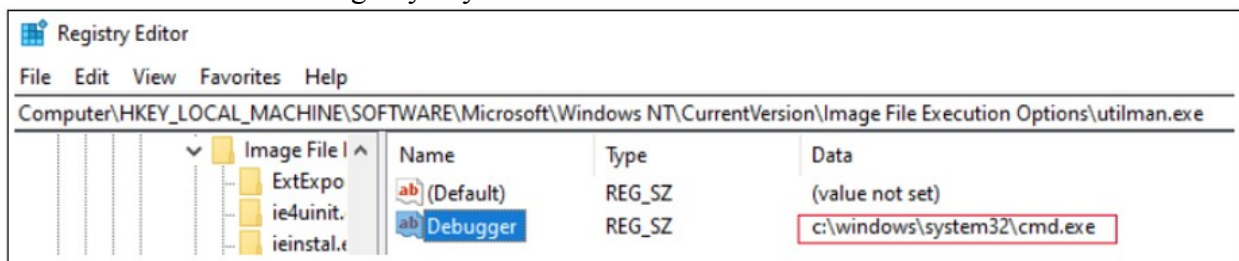 Registry Editor
File Edit View Favorites Help
Computer\HKEY_LOCAL_MACHINE\SOFTWARE\Microsoft\Windows NT\CurrentVersion\Image File Execution Options\utilman.exe
Image File
ExtExpo
ie4uinit.
ieinstal.e
Name Type Data
(Default) REG_SZ (value not set)
Debugger REG_SZ c:\windows\system32\cmd.exe